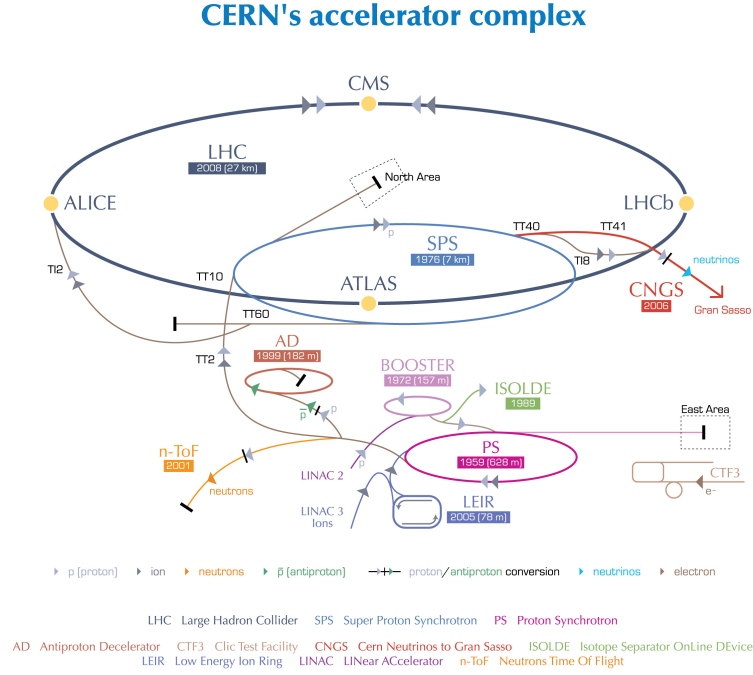 CERN's accelerator complex
CMS
LHC
2008 (27 km)
North Area
ALICE
LHCb
TT40
TT41
p
SPS
1976 (7 km)
TI2
TT10
TI8
neutrinos
ATLAS
CNGS
2006
Gran Sasso
TT60
AD
1999 (182 m)
TT2
BOOSTER
1972 (157 m)
ISOLDE
1989
p̅
p
East Area
n-ToF
2001
PS
1959 (628 m)
p
LINAC 2
neutrons
CTF3
e-
LEIR
2005 (78 m)
LINAC 3
Ions
p (proton)
ion
neutrons
p̅ (antiproton)
proton/antiproton conversion
neutrinos
electron
LHC Large Hadron Collider SPS Super Proton Synchrotron PS Proton Synchrotron
AD Antiproton Decelerator CTF3 Clic Test Facility CNGS Cern Neutrinos to Gran Sasso ISOLDE Isotope Separator OnLine DEvice
LEIR Low Energy Ion Ring LINAC LINear ACcelerator n-ToF Neutrons Time Of Flight